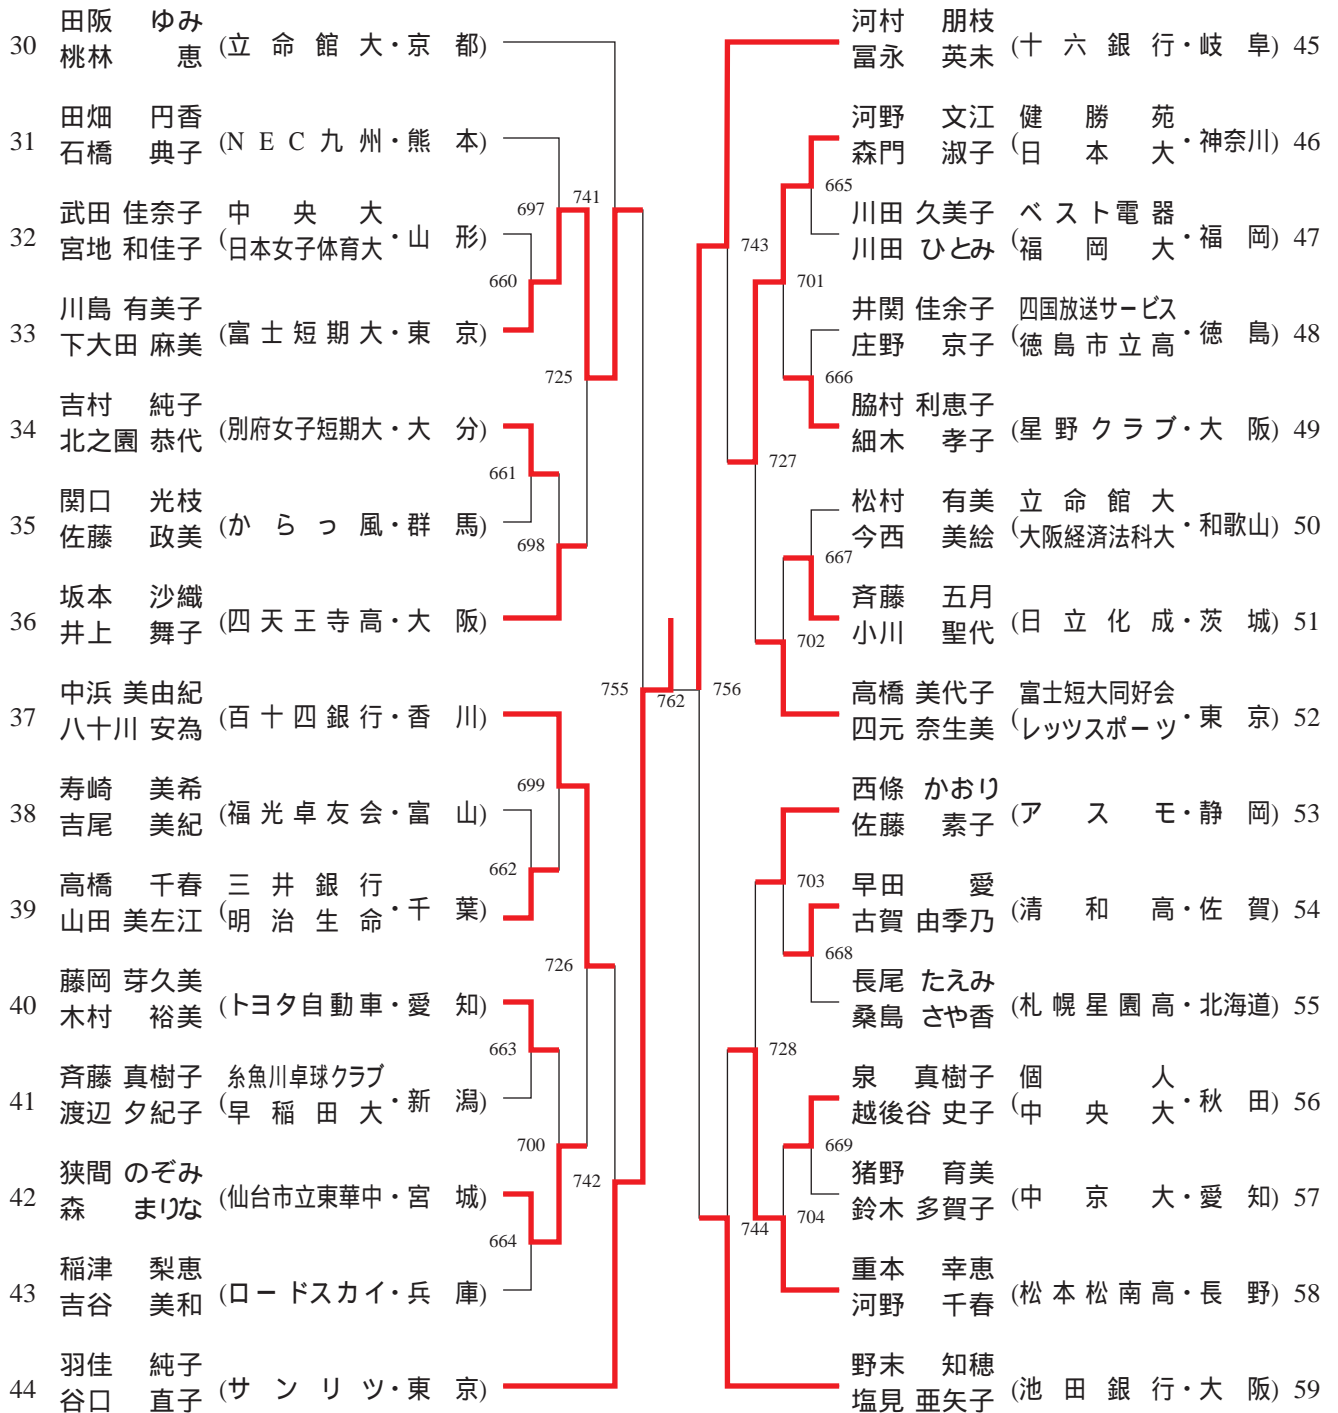 30 田阪 ゆみ
桃林 恵 (立命館大・京都)
31 田畑 円香
石橋 典子 (NEC九州・熊本)
32 武田 佳奈子 中央大
宮地 和佳子 (日本女子体育大・山形)
33 川島 有美子
下大田 麻美 (富士短期大・東京)
34 吉村 純子
北之園 恭代 (別府女子短期大・大分)
35 関口 光枝
佐藤 政美 (からっ風・群馬)
36 坂本 沙織
井上 舞子 (四天王寺高・大阪)
37 中浜 美由紀
八十川 安為 (百十四銀行・香川)
38 寿崎 美希
吉尾 美紀 (福光卓友会・富山)
39 高橋 千春 三井銀行
山田 美左江 (明治生命・千葉)
40 藤岡 芽久美
木村 裕美 (トヨタ自動車・愛知)
41 斉藤 真樹子 糸魚川卓球クラブ
渡辺 夕紀子 (早稲田大・新潟)
42 狭間 のぞみ
森 まりな (仙台市立東華中・宮城)
43 稲津 梨恵
吉谷 美和 (ロードスカイ・兵庫)
44 羽佳 純子
谷口 直子 (サンリツ・東京)
697
741
660
725
661
698
755
762
699
662
726
663
700
742
664
河村 朋枝
冨永 英未 (十六銀行・岐阜) 45
河野 文江 健勝苑
森門 淑子 (日本大・神奈川) 46
川田 久美子 ベスト電器
川田 ひとみ (福岡大・福岡) 47
井関 佳余子 四国放送サービス
庄野 京子 (徳島市立高・徳島) 48
脇村 利恵子
細木 孝子 (星野クラブ・大阪) 49
松村 有美 立命館大
今西 美絵 (大阪経済法科大・和歌山) 50
斉藤 五月
小川 聖代 (日立化成・茨城) 51
高橋 美代子 富士短大同好会
四元 奈生美 (レッツスポーツ・東京) 52
西條 かおり
佐藤 素子 (アスモ・静岡) 53
早田 愛
古賀 由季乃 (清和高・佐賀) 54
長尾 たえみ
桑島 さや香 (札幌星園高・北海道) 55
泉 真樹子 個人
越後谷 史子 (中央大・秋田) 56
猪野 育美
鈴木 多賀子 (中京大・愛知) 57
重本 幸恵
河野 千春 (松本松南高・長野) 58
野末 知穂
塩見 亜矢子 (池田銀行・大阪) 59
665
743
701
666
727
667
702
756
703
668
728
669
704
744